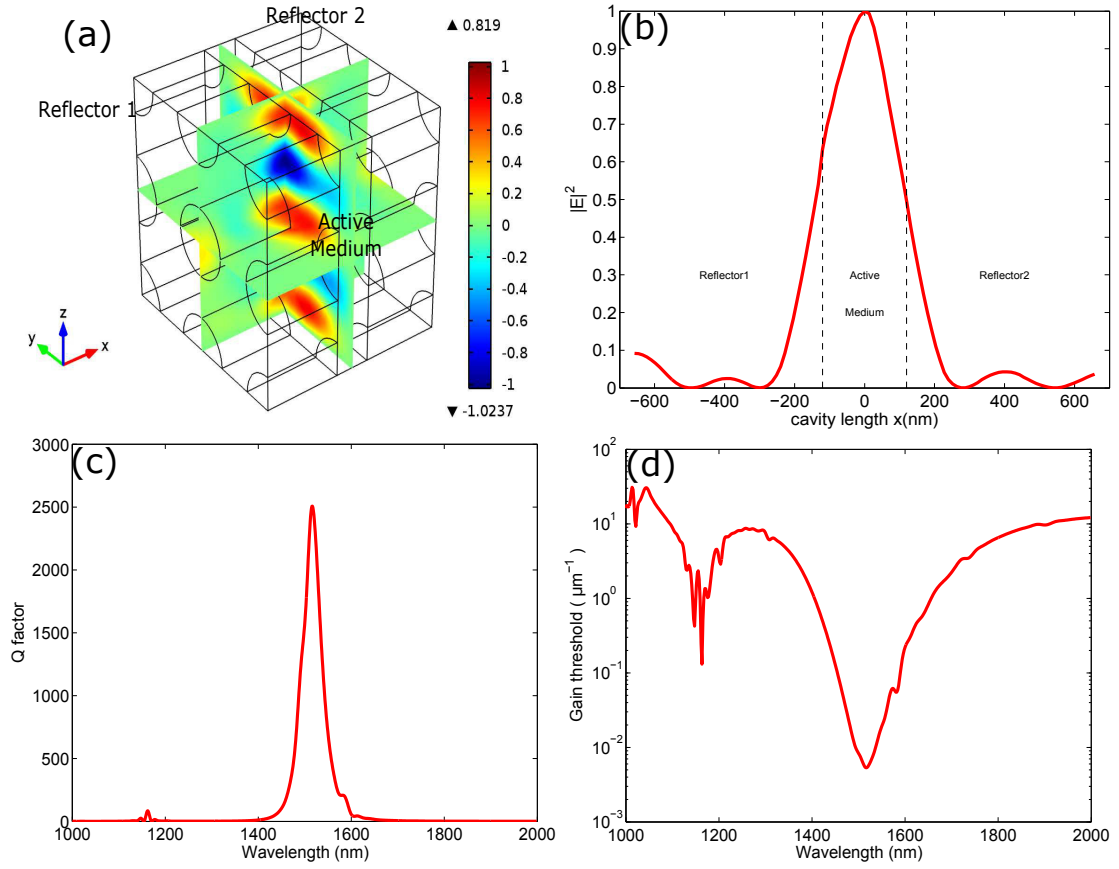 (a)
Reflector 2
▲ 0.819
Reflector 1
Active
Medium
1
0.8
0.6
0.4
0.2
0
-0.2
-0.4
-0.6
-0.8
-1
▼ -1.0237
z
y
x
(b)
1
0.9
0.8
0.7
0.6
0.5
0.4
0.3
0.2
0.1
0
|E|²
Reflector1
Active
Medium
Reflector2
−600 −400 −200 0 200 400 600
cavity length x(nm)
(c)
3000
2500
2000
1500
1000
500
0
Q factor
1000 1200 1400 1600 1800 2000
Wavelength (nm)
(d)
10²
10¹
10⁰
10⁻¹
10⁻²
10⁻³
Gain threshold ( µm⁻¹ )
1000 1200 1400 1600 1800 2000
Wavelength (nm)